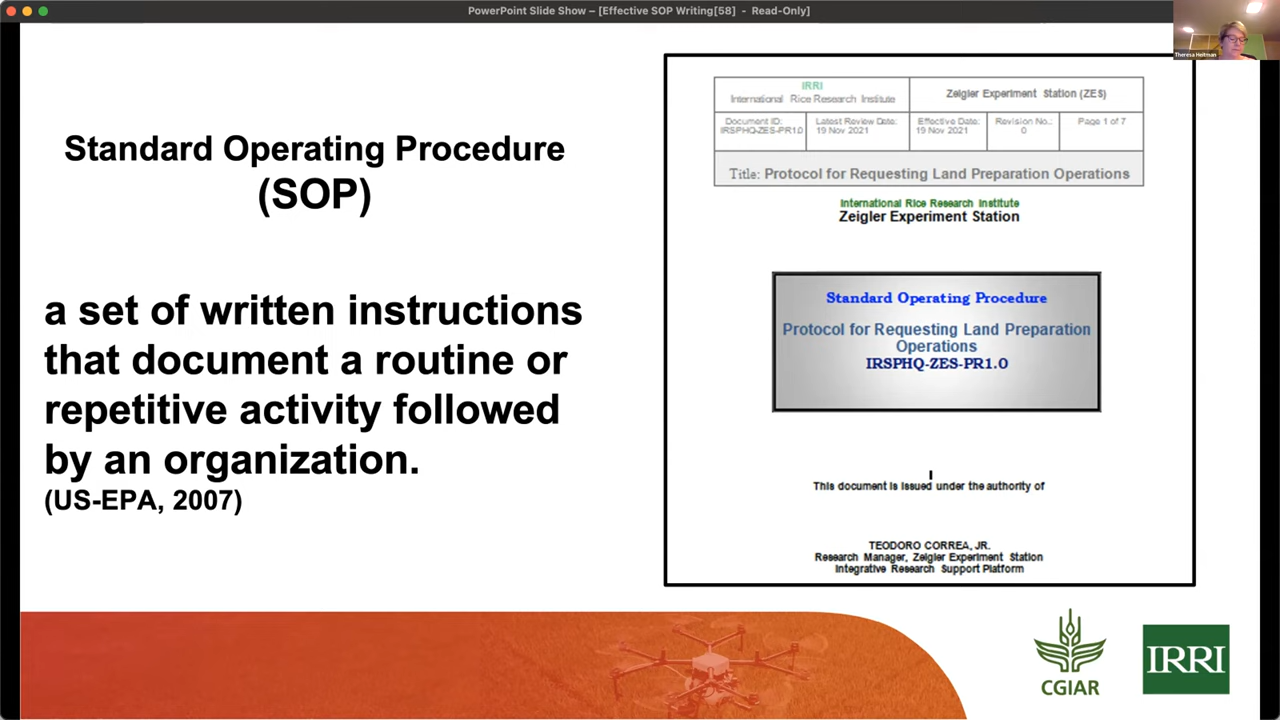 PowerPoint Slide Show – [Effective SOP Writing[58] - Read-Only]
Theresa Heitman
Standard Operating Procedure
(SOP)
a set of written instructions
that document a routine or
repetitive activity followed
by an organization.
(US-EPA, 2007)
IRRI
International Rice Research Institute
Zeigler Experiment Station (ZES)
Document ID:
IRSPHQ-ZES-PR1.0
Latest Review Date:
19 Nov 2021
Effective Date:
19 Nov 2021
Revision No.:
0
Page 1 of 7
Title: Protocol for Requesting Land Preparation Operations
International Rice Research Institute
Zeigler Experiment Station
Standard Operating Procedure
Protocol for Requesting Land Preparation
Operations
IRSPHQ-ZES-PR1.0
This document is issued under the authority of
TEODORO CORREA, JR.
Research Manager, Zeigler Experiment Station
Integrative Research Support Platform
CGIAR
IRRI